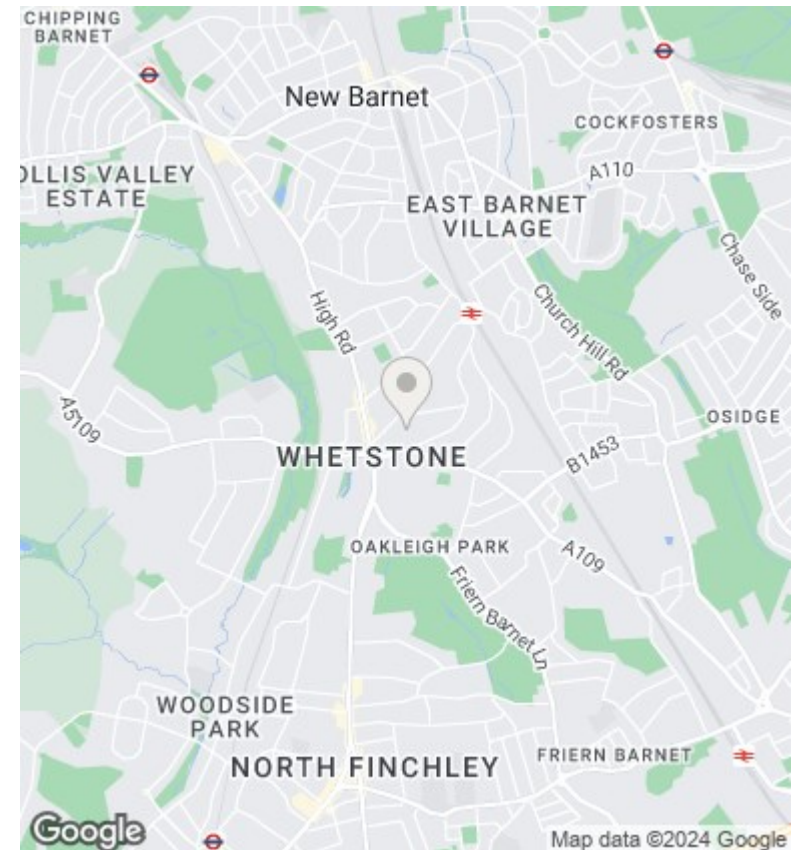 CHIPPING
BARNET
New Barnet
COCKFOSTERS
OLLIS VALLEY
ESTATE
A110
EAST BARNET
VILLAGE
Chase Side
High Rd
Church Hill Rd
A5109
OSIDGE
WHETSTONE
B1453
OAKLEIGH PARK
A109
Friern Barnet Ln
WOODSIDE
PARK
NORTH FINCHLEY
FRIERN BARNET
Google
Map data ©2024 Google